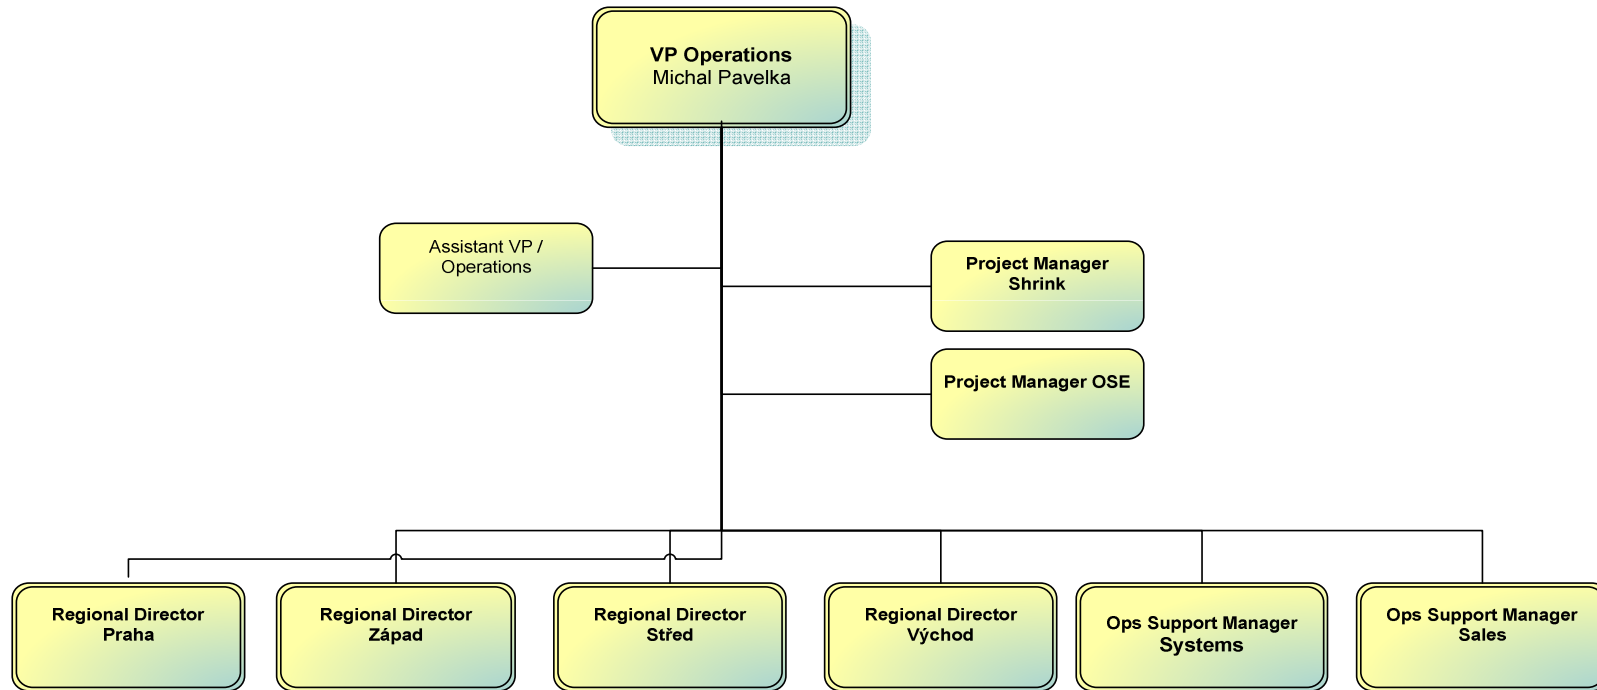 VP Operations
Michal Pavelka
Assistant VP /
Operations
Project Manager
Shrink
Project Manager OSE
Regional Director
Praha
Regional Director
Západ
Regional Director
Střed
Regional Director
Východ
Ops Support Manager
Systems
Ops Support Manager
Sales